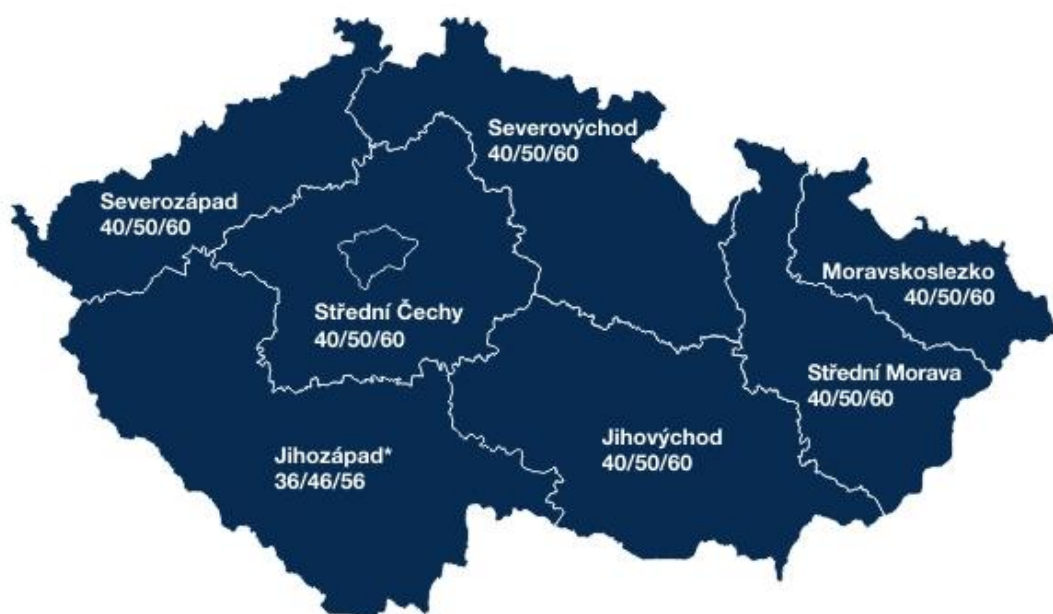 Severovýchod
40/50/60
Severozápad
40/50/60
Moravskoslezko
40/50/60
Střední Čechy
40/50/60
Střední Morava
40/50/60
Jihovýchod
40/50/60
Jihozápad*
36/46/56